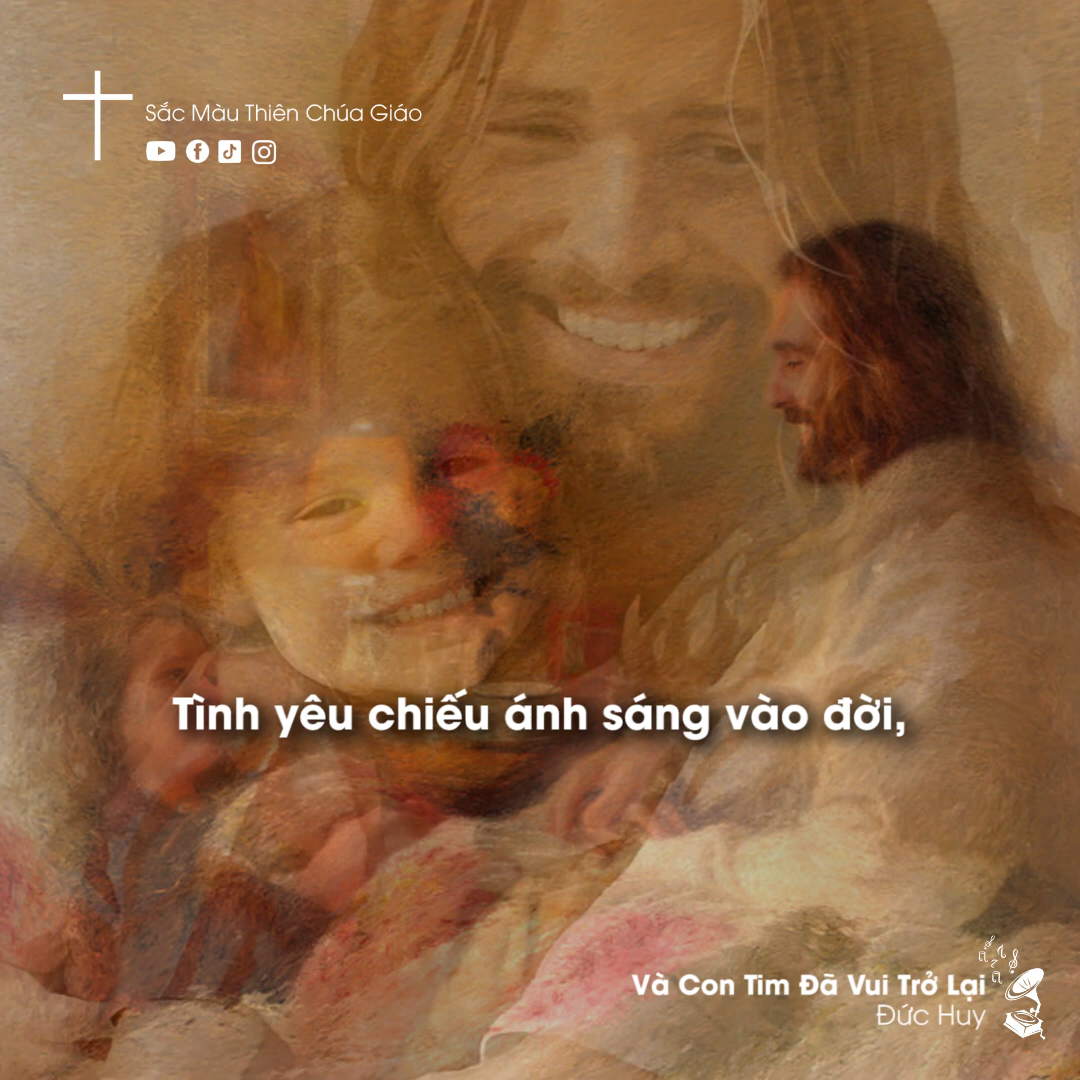 Sắc Màu Thiên Chúa Giáo
Tình yêu chiếu ánh sáng vào đời,
Và Con Tim Đã Vui Trở Lại
Đức Huy